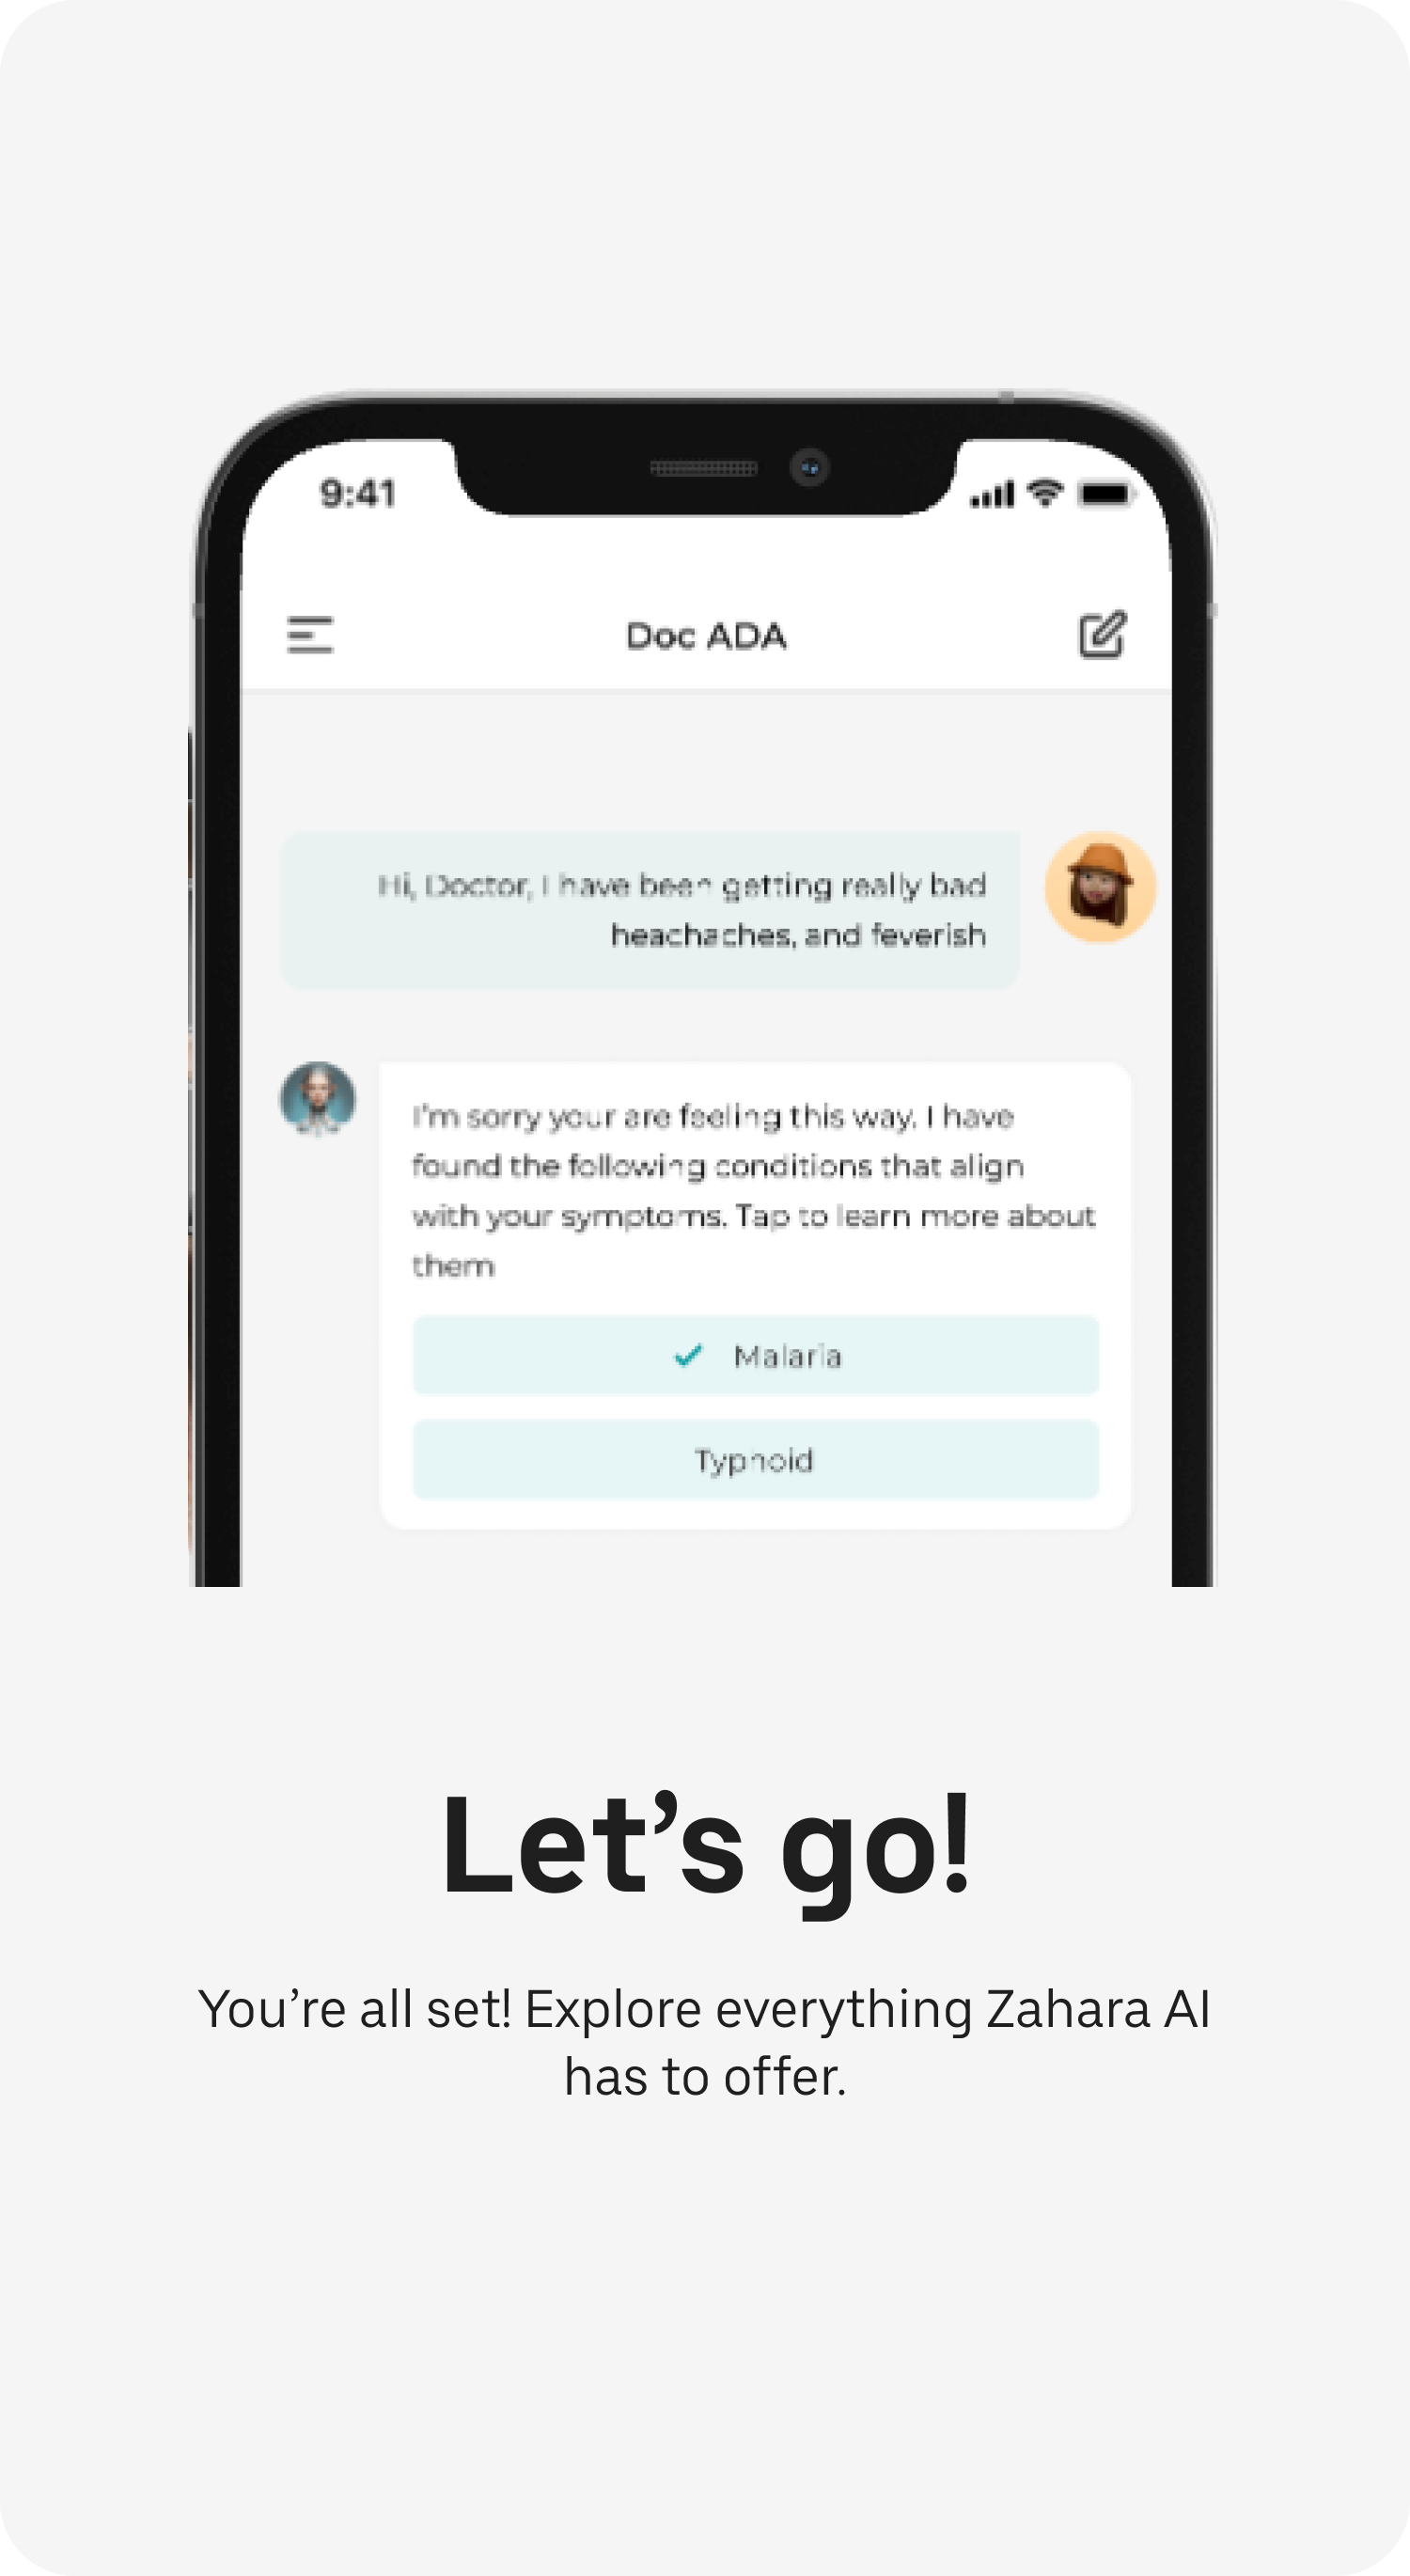 9:41
Doc ADA
Hi, Doctor, I have been getting really bad
heachaches, and feverish
I'm sorry your are feeling this way. I have
found the following conditions that align
with your symptoms. Tap to learn more about
them
Malaria
Typhoid
Let’s go!
You’re all set! Explore everything Zahara AI
has to offer.